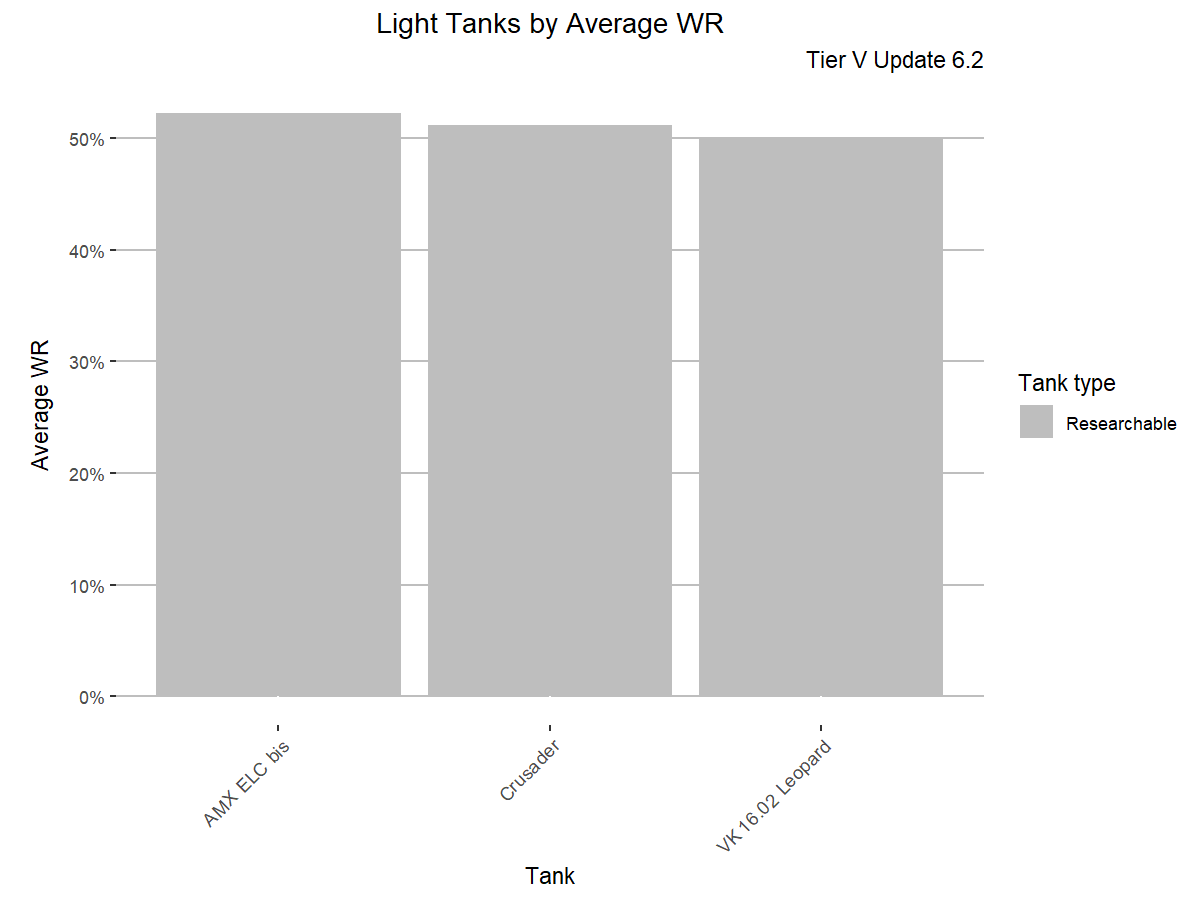 Light Tanks by Average WR
Tier V Update 6.2
50%
40%
30%
20%
10%
0%
Average WR
AMX ELC bis
Crusader
VK 16.02 Leopard
Tank
Tank type
Researchable